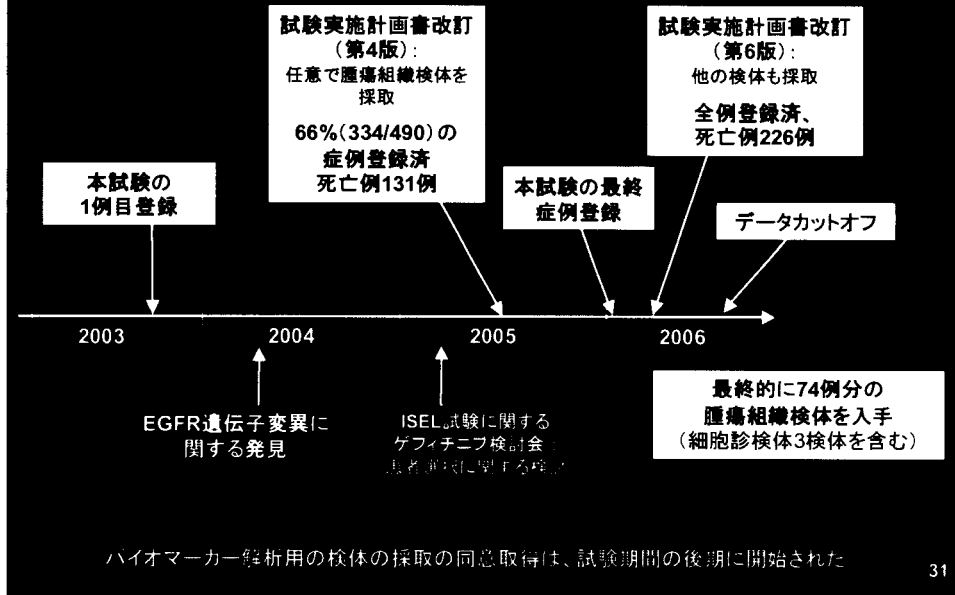 試験実施計画書改訂
（第4版）：
任意で腫瘍組織検体を
採取
66%（334/490）の
症例登録済
死亡例131例
試験実施計画書改訂
（第6版）：
他の検体も採取
全例登録済、
死亡例226例
本試験の
1例目登録
本試験の最終
症例登録
データカットオフ
2003
2004
2005
2006
EGFR遺伝子変異に
関する発見
ISEL試験に関する
ゲフィチニブ検討会：
患者選択に関する検討
最終的に74例分の
腫瘍組織検体を入手
（細胞診検体3検体を含む）
バイオマーカー解析用の検体の採取の同意取得は、試験期間の後期に開始された
31